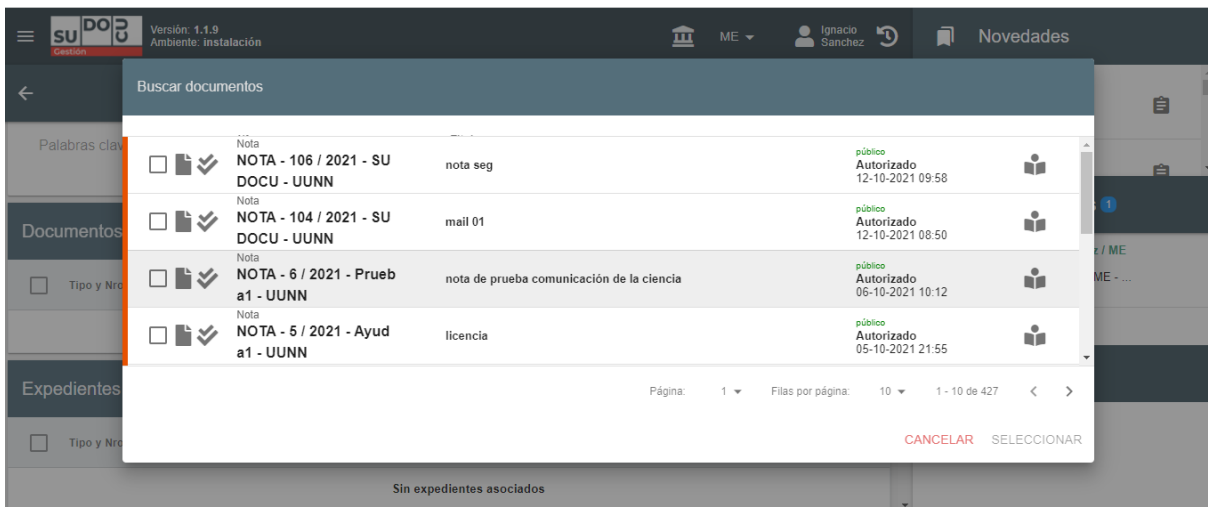 SU DO CU
Gestión
Versión: 1.1.9
Ambiente: instalación
ME
Ignacio
Sanchez
Novedades
Buscar documentos
Palabras clav
Nota
NOTA - 106 / 2021 - SU
DOCU - UUNN
nota seg
público
Autorizado
12-10-2021 09:58
Nota
NOTA - 104 / 2021 - SU
DOCU - UUNN
mail 01
público
Autorizado
12-10-2021 08:50
Nota
NOTA - 6 / 2021 - Prueb
a1 - UUNN
nota de prueba comunicación de la ciencia
público
Autorizado
06-10-2021 10:12
Nota
NOTA - 5 / 2021 - Ayud
a1 - UUNN
licencia
público
Autorizado
05-10-2021 21:55
Documentos
Tipo y Nro
1
z / ME
ME - ...
Página: 1 Filas por página: 10 1 - 10 de 427
CANCELAR SELECCIONAR
Expedientes
Tipo y Nro
Sin expedientes asociados